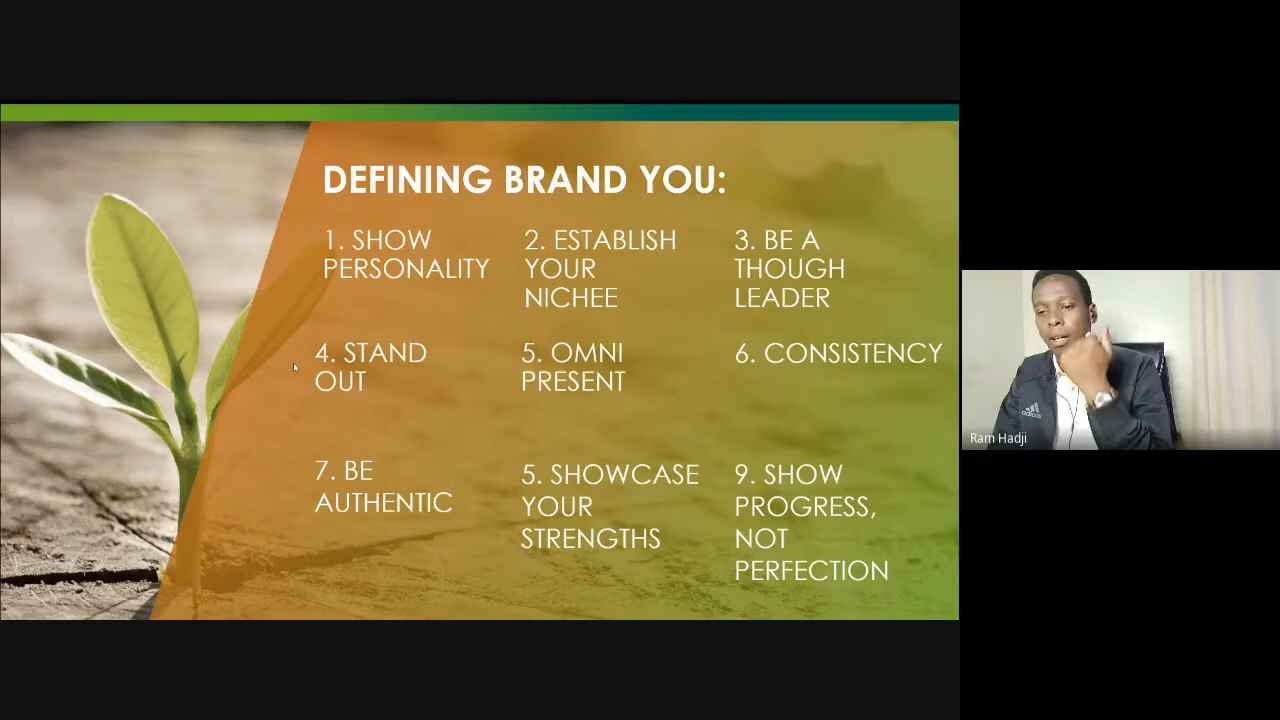 DEFINING BRAND YOU:
1. SHOW
PERSONALITY
2. ESTABLISH
YOUR
NICHEE
3. BE A
THOUGH
LEADER
4. STAND
OUT
5. OMNI
PRESENT
6. CONSISTENCY
7. BE
AUTHENTIC
5. SHOWCASE
YOUR
STRENGTHS
9. SHOW
PROGRESS,
NOT
PERFECTION
adidas
Ram Hadji